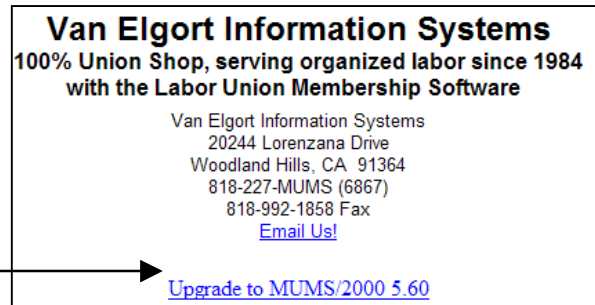 Van Elgort Information Systems
100% Union Shop, serving organized labor since 1984
with the Labor Union Membership Software
Van Elgort Information Systems
20244 Lorenzana Drive
Woodland Hills, CA  91364
818-227-MUMS (6867)
818-992-1858 Fax
Email Us!
Upgrade to MUMS/2000 5.60